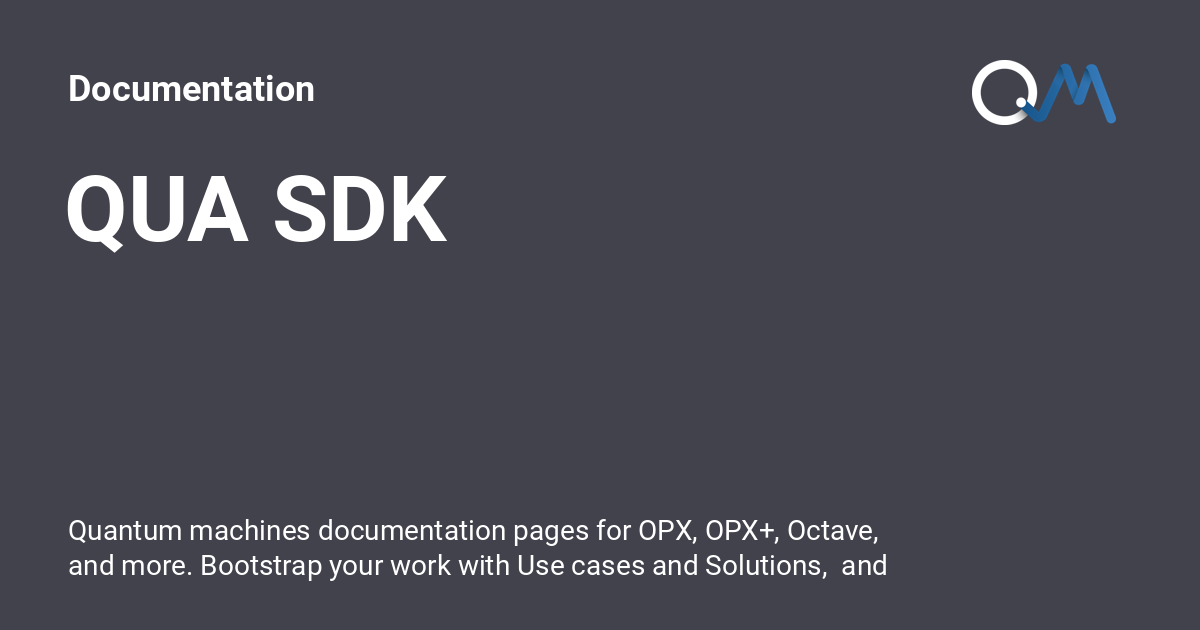 Documentation
QM
QUA SDK
Quantum machines documentation pages for OPX, OPX+, Octave,
and more. Bootstrap your work with Use cases and Solutions,  and